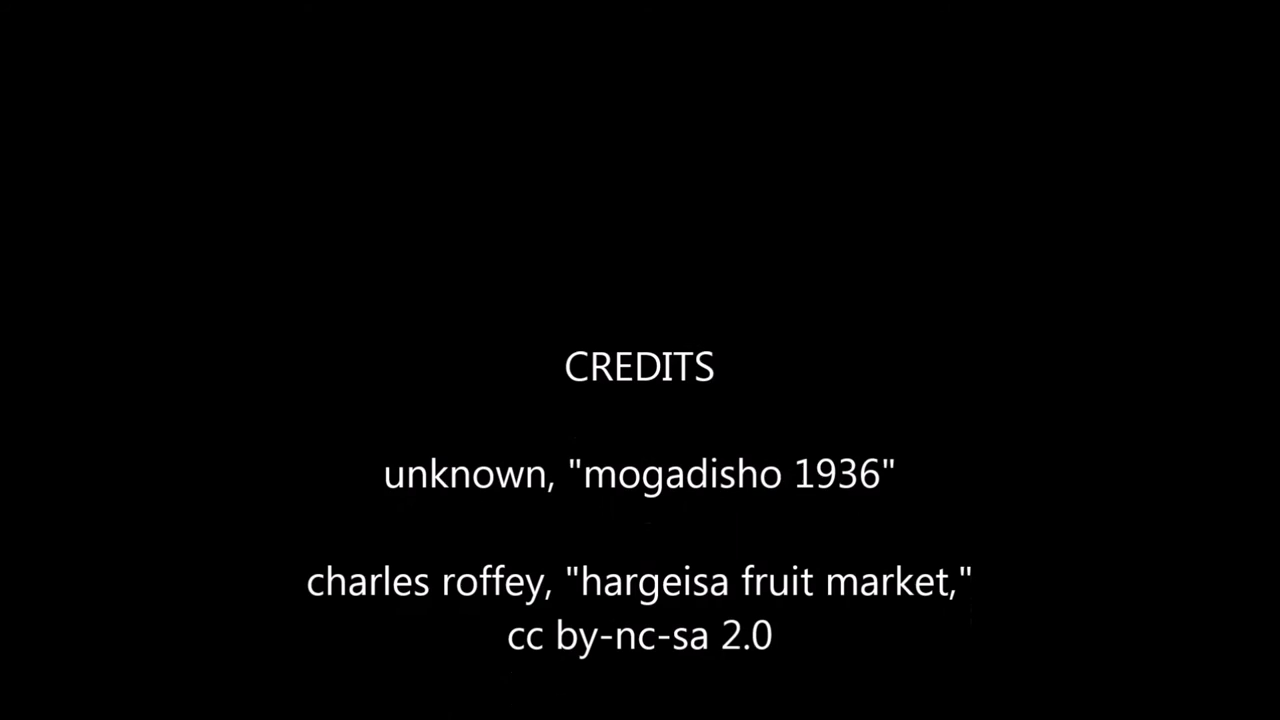 CREDITS
unknown, "mogadisho 1936"
charles roffey, "hargeisa fruit market,"
cc by-nc-sa 2.0